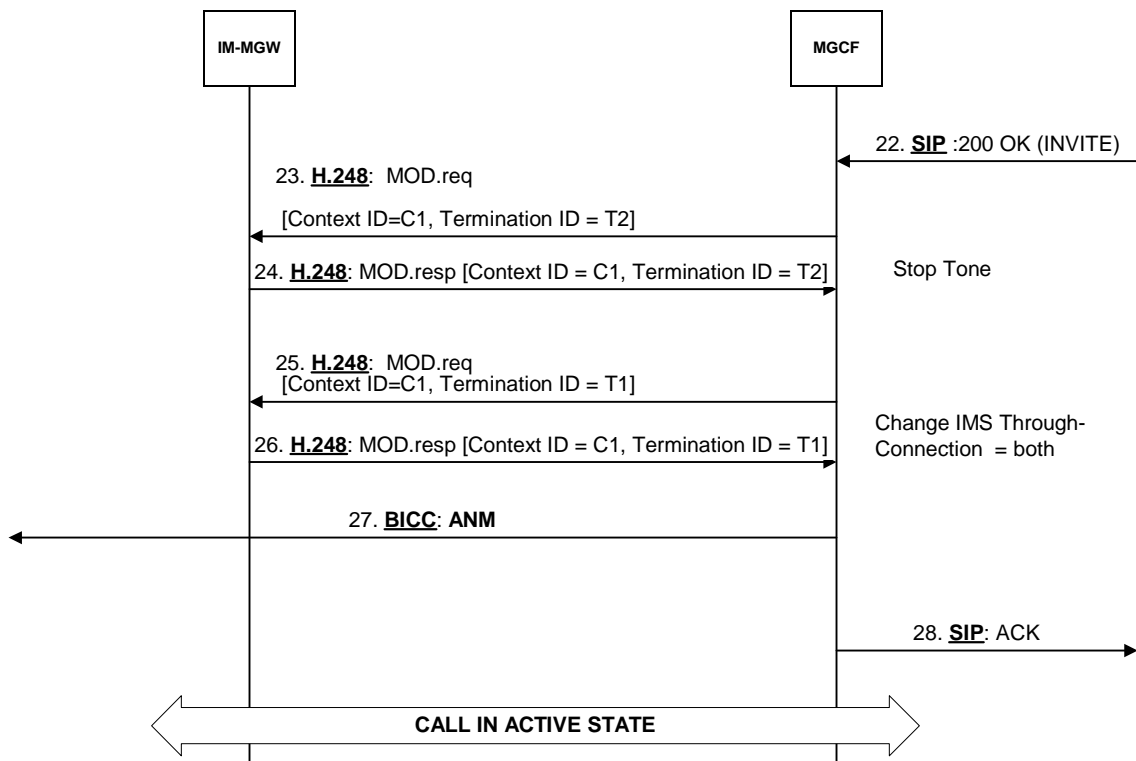 IM-MGW
MGCF
22. SIP :200 OK (INVITE)
23. H.248: MOD.req
[Context ID=C1, Termination ID = T2]
24. H.248: MOD.resp [Context ID = C1, Termination ID = T2]
Stop Tone
25. H.248: MOD.req
[Context ID=C1, Termination ID = T1]
26. H.248: MOD.resp [Context ID = C1, Termination ID = T1]
Change IMS Through-
Connection = both
27. BICC: ANM
28. SIP: ACK
CALL IN ACTIVE STATE